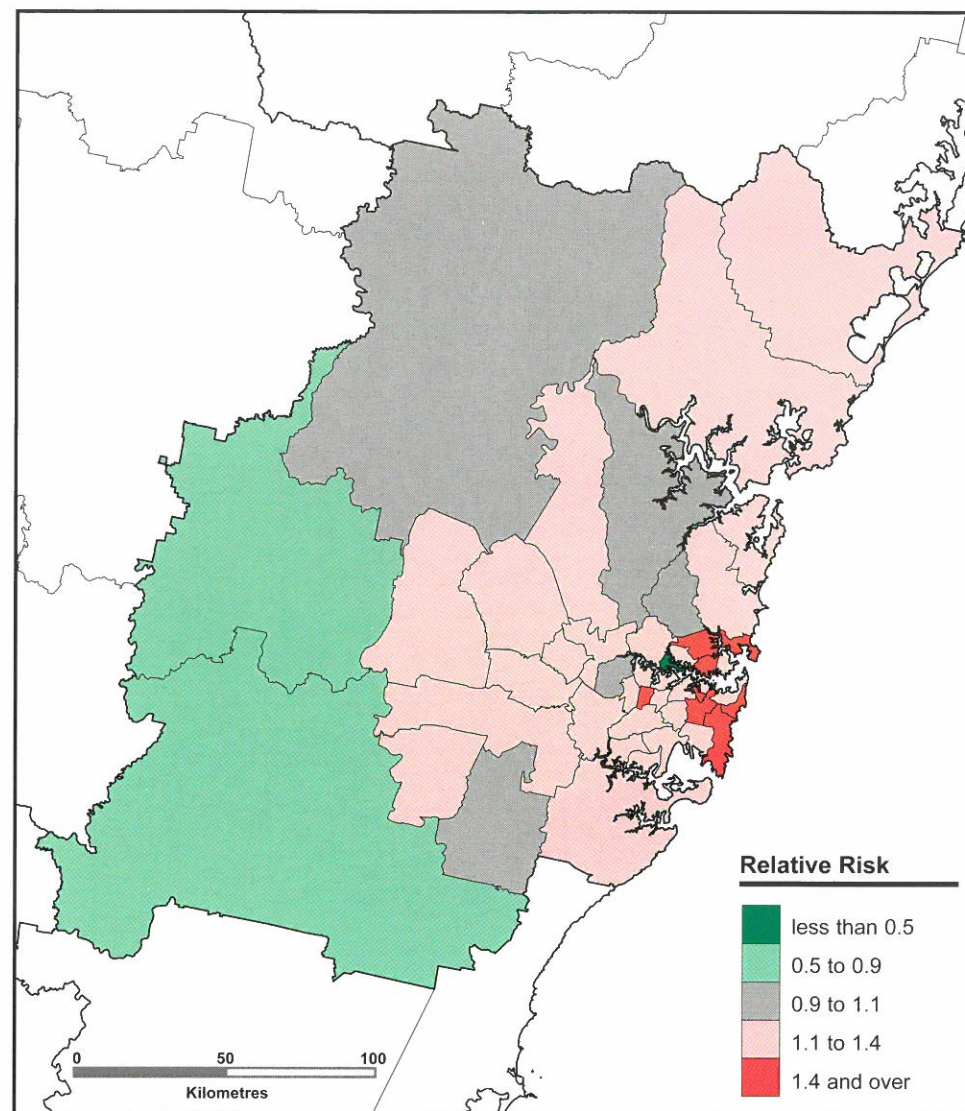 Relative Risk
less than 0.5
0.5 to 0.9
0.9 to 1.1
1.1 to 1.4
1.4 and over
0 50 100
Kilometres